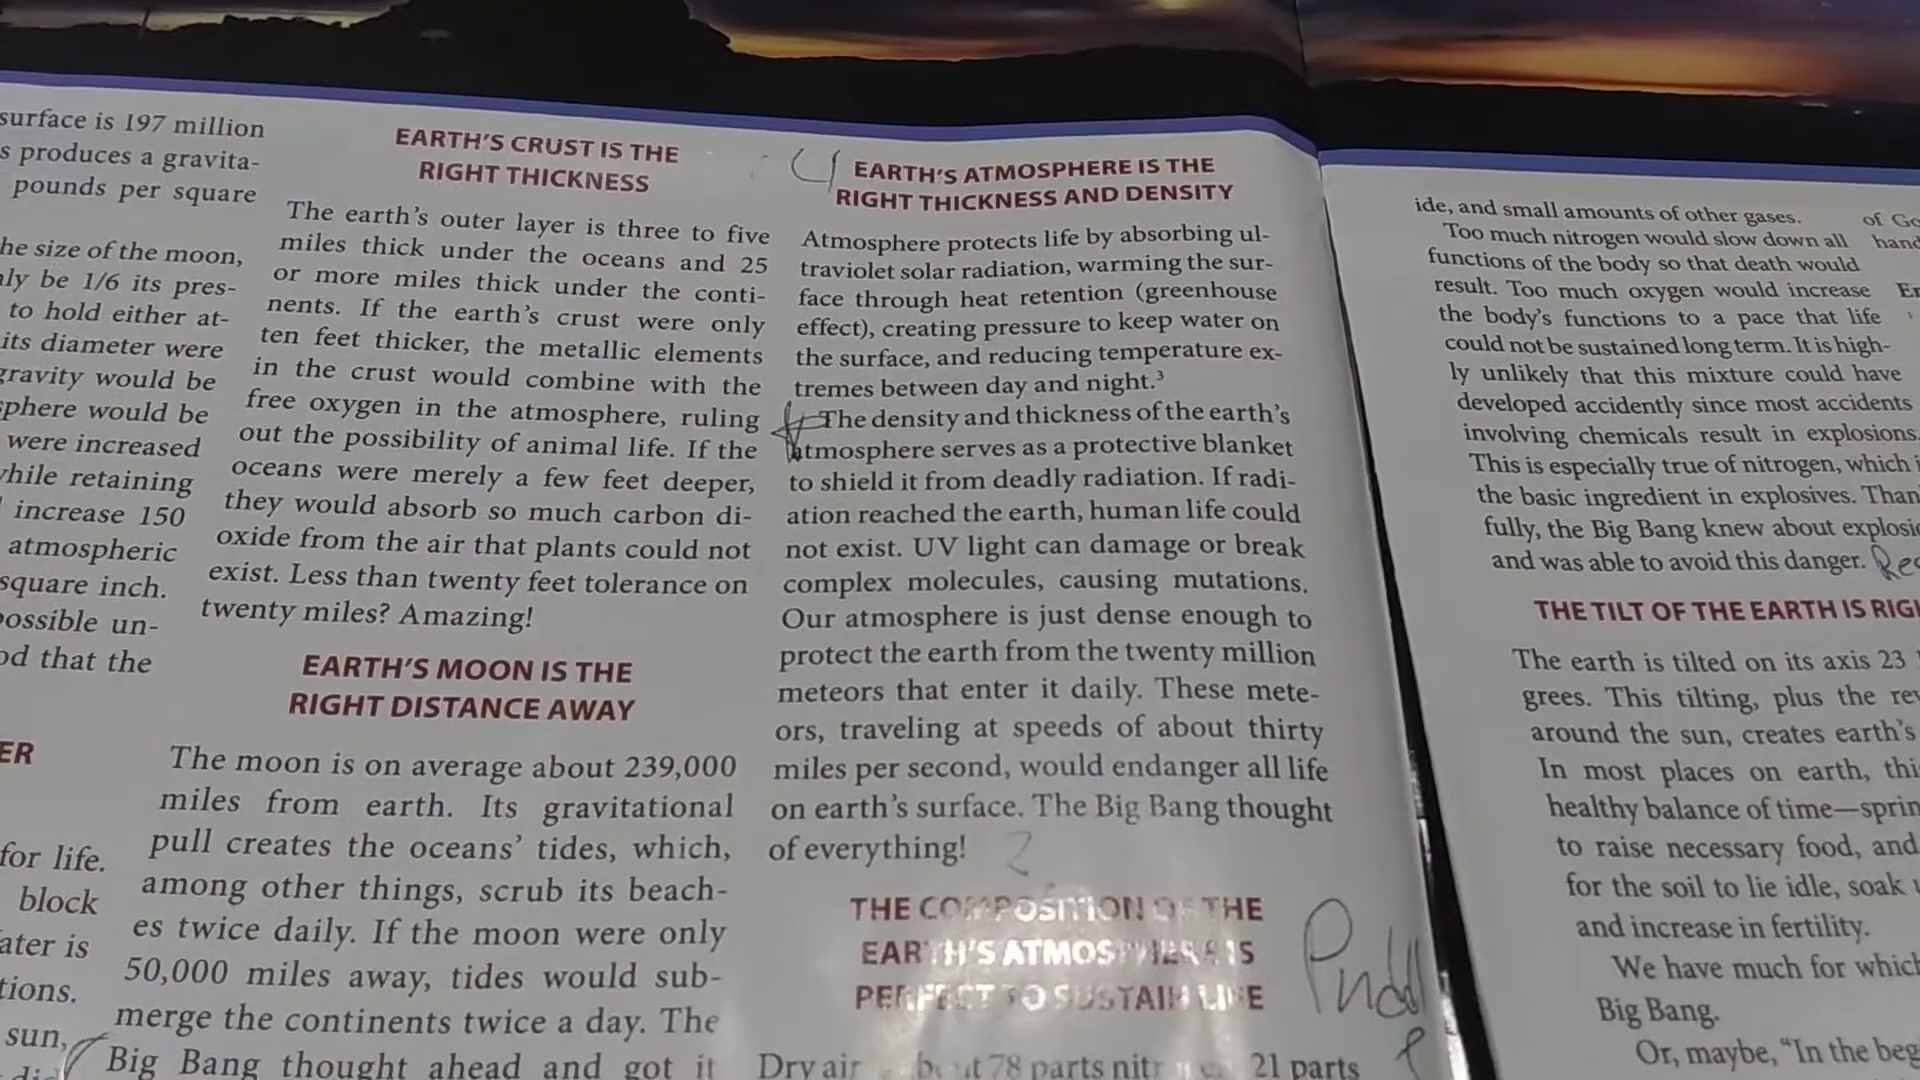 surface is 197 million
s produces a gravita-
pounds per square
he size of the moon,
ly be 1/6 its pres-
to hold either at-
its diameter were
gravity would be
sphere would be
were increased
while retaining
increase 150
atmospheric
square inch.
possible un-
od that the
ER
for life.
block
ater is
tions.
sun,
EARTH'S CRUST IS THE
RIGHT THICKNESS
The earth's outer layer is three to five
miles thick under the oceans and 25
or more miles thick under the conti-
nents. If the earth's crust were only
ten feet thicker, the metallic elements
in the crust would combine with the
free oxygen in the atmosphere, ruling
out the possibility of animal life. If the
oceans were merely a few feet deeper,
they would absorb so much carbon di-
oxide from the air that plants could not
exist. Less than twenty feet tolerance on
twenty miles? Amazing!
EARTH'S MOON IS THE
RIGHT DISTANCE AWAY
The moon is on average about 239,000
miles from earth. Its gravitational
pull creates the oceans' tides, which,
among other things, scrub its beach-
es twice daily. If the moon were only
50,000 miles away, tides would sub-
merge the continents twice a day. The
Big Bang thought ahead and got it
4
EARTH'S ATMOSPHERE IS THE
RIGHT THICKNESS AND DENSITY
Atmosphere protects life by absorbing ul-
traviolet solar radiation, warming the sur-
face through heat retention (greenhouse
effect), creating pressure to keep water on
the surface, and reducing temperature ex-
tremes between day and night.³
The density and thickness of the earth's
atmosphere serves as a protective blanket
to shield it from deadly radiation. If radi-
ation reached the earth, human life could
not exist. UV light can damage or break
complex molecules, causing mutations.
Our atmosphere is just dense enough to
protect the earth from the twenty million
meteors that enter it daily. These mete-
ors, traveling at speeds of about thirty
miles per second, would endanger all life
on earth's surface. The Big Bang thought
of everything! 2
THE COMPOSITION OF THE
EARTH'S ATMOSPHERE IS
PERFECT TO SUSTAIN LIFE
Dry air 78 parts 21 parts
ide, and small amounts of other gases.
Too much nitrogen would slow down all
functions of the body so that death would
result. Too much oxygen would increase
the body's functions to a pace that life
could not be sustained long term. It is high-
ly unlikely that this mixture could have
developed accidently since most accidents
involving chemicals result in explosions.
This is especially true of nitrogen, which i
the basic ingredient in explosives. Than
fully, the Big Bang knew about explosi
and was able to avoid this danger.
THE TILT OF THE EARTH IS RIG
The earth is tilted on its axis 23
grees. This tilting, plus the rev
around the sun, creates earth's
In most places on earth, thi
healthy balance of time—sprin
to raise necessary food, and
for the soil to lie idle, soak u
and increase in fertility.
We have much for which
Big Bang.
Or, maybe, "In the beg
of Go
hand
Er